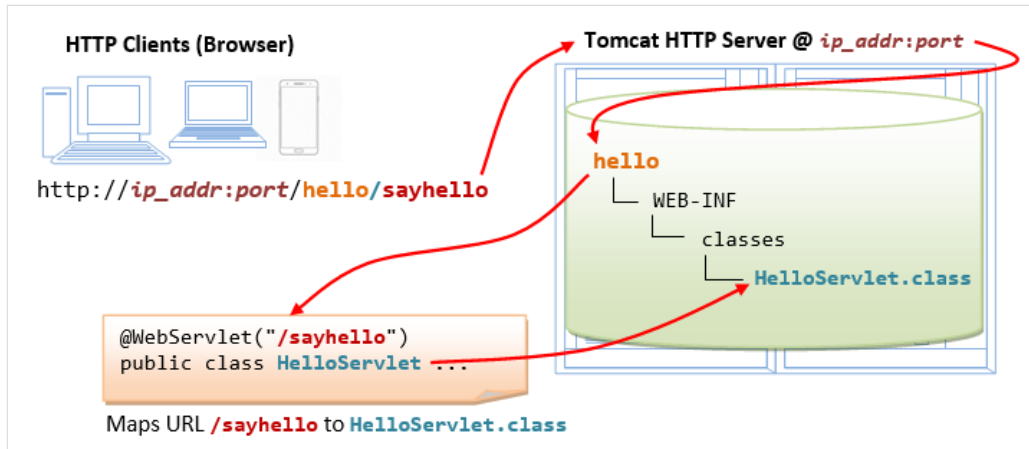 HTTP Clients (Browser)
Tomcat HTTP Server @ ip_addr:port
http://ip_addr:port/hello/sayhello
hello
WEB-INF
classes
HelloServlet.class
@WebServlet("/sayhello")
public class HelloServlet ...
Maps URL /sayhello to HelloServlet.class